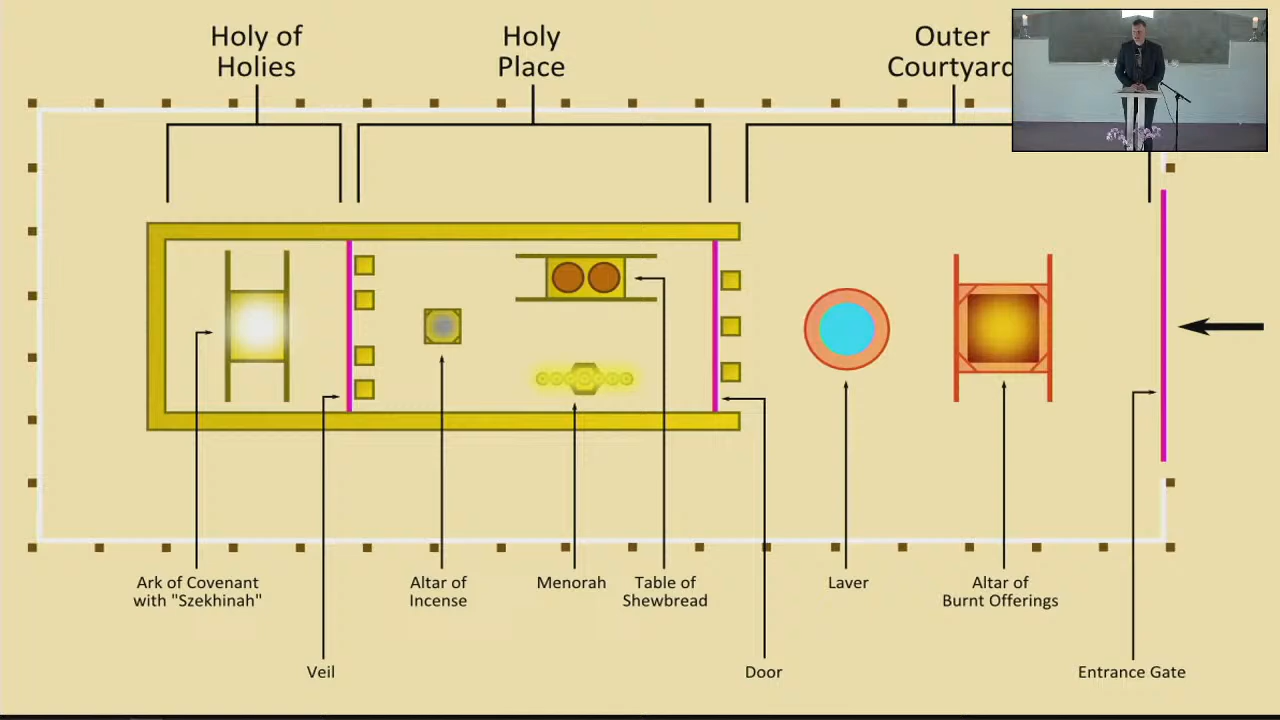 Holy of
Holies
Holy
Place
Outer
Courtyard
Ark of Covenant
with "Szekhinah"
Altar of
Incense
Menorah
Table of
Shewbread
Laver
Altar of
Burnt Offerings
Veil
Door
Entrance Gate